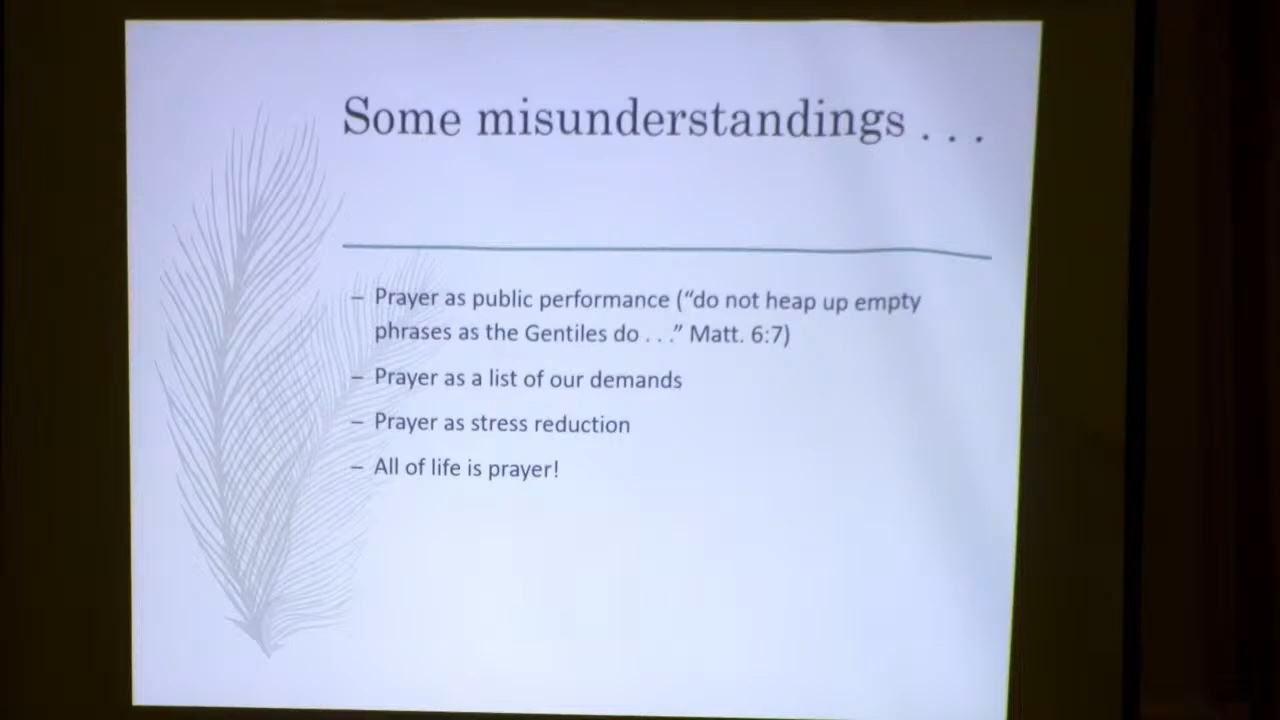 Some misunderstandings . . .
– Prayer as public performance (“do not heap up empty
phrases as the Gentiles do . . .” Matt. 6:7)
– Prayer as a list of our demands
– Prayer as stress reduction
– All of life is prayer!